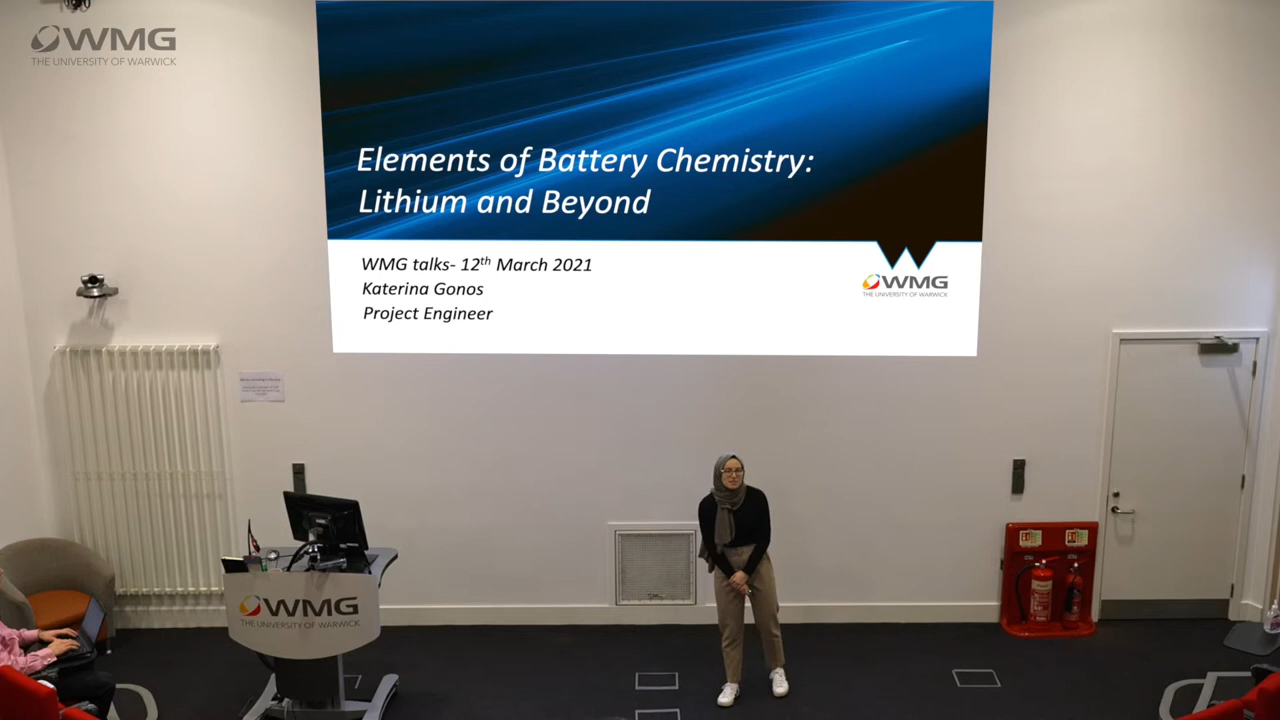 WMG
THE UNIVERSITY OF WARWICK
Elements of Battery Chemistry:
Lithium and Beyond
WMG talks- 12th March 2021
Katerina Gonos
Project Engineer
WMG
THE UNIVERSITY OF WARWICK
WMG
THE UNIVERSITY OF WARWICK